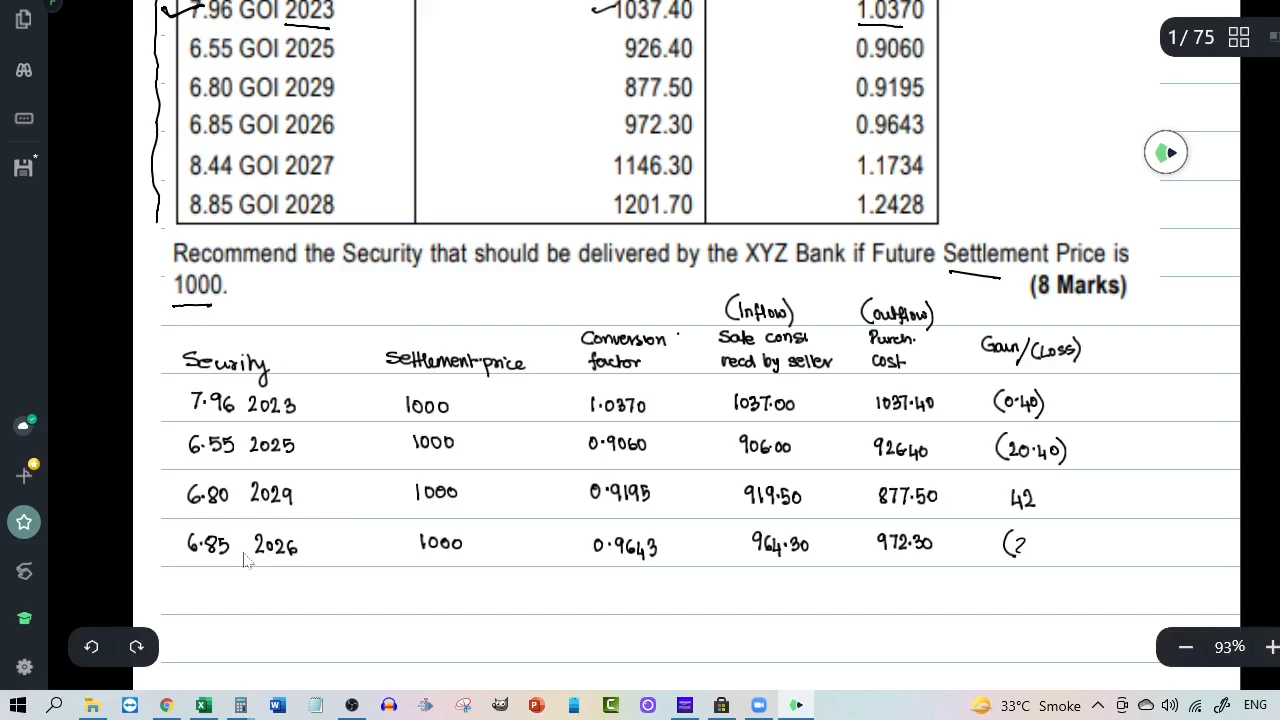 1 / 75
7.96 GOI 2023 1037.40 1.0370
6.55 GOI 2025 926.40 0.9060
6.80 GOI 2029 877.50 0.9195
6.85 GOI 2026 972.30 0.9643
8.44 GOI 2027 1146.30 1.1734
8.85 GOI 2028 1201.70 1.2428
Recommend the Security that should be delivered by the XYZ Bank if Future Settlement Price is
1000. (8 Marks)
(Inflow) (outflow)
Security Settlement price Conversion factor Sale consi recd by seller Purch. cost Gain/(Loss)
7.96 2023 1000 1.0370 1037.00 1037.40 (0.40)
6.55 2025 1000 0.9060 906.00 926.40 (20.40)
6.80 2029 1000 0.9195 919.50 877.50 42
6.85 2026 1000 0.9643 964.30 972.30 (
93%
33°C Smoke ENG